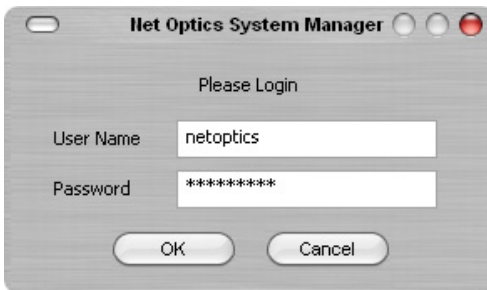 Net Optics System Manager
Please Login
User Name netoptics
Password *********
OK Cancel